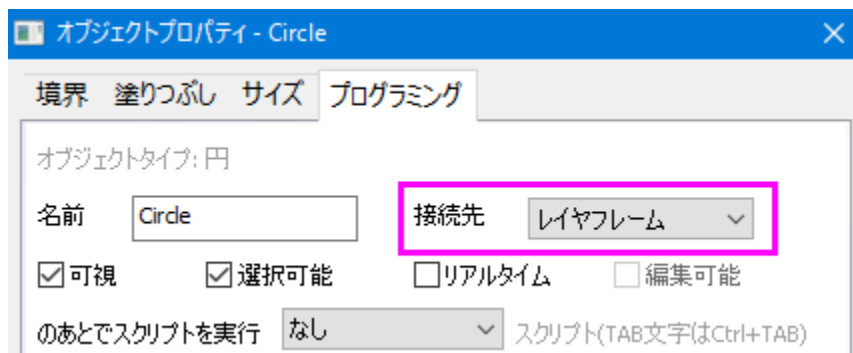 オブジェクトプロパティ - Circle
境界 塗りつぶし サイズ プログラミング
オブジェクトタイプ: 円
名前 Circle 接続先 レイヤフレーム
可視 選択可能 リアルタイム 編集可能
のあとでスクリプトを実行 なし スクリプト(TAB文字はCtrl+TAB)